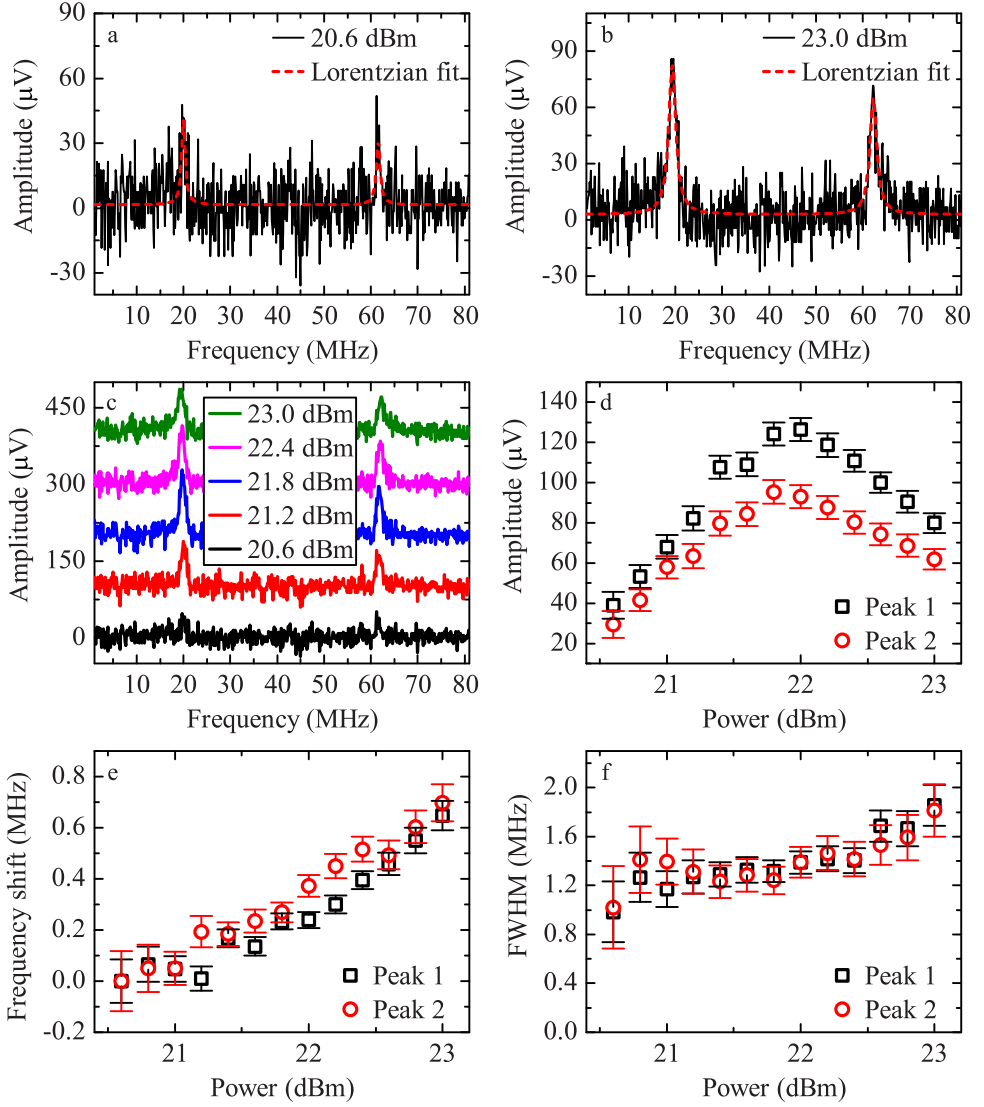 a
20.6 dBm
Lorentzian fit
90
60
30
0
-30
Amplitude (µV)
10 20 30 40 50 60 70 80
Frequency (MHz)
b
23.0 dBm
Lorentzian fit
120
90
60
30
0
-30
Amplitude (µV)
10 20 30 40 50 60 70 80
Frequency (MHz)
c
23.0 dBm
22.4 dBm
21.8 dBm
21.2 dBm
20.6 dBm
450
300
150
0
Amplitude (µV)
10 20 30 40 50 60 70 80
Frequency (MHz)
d
140
120
100
80
60
40
20
Amplitude (µV)
Peak 1
Peak 2
21 22 23
Power (dBm)
e
0.8
0.6
0.4
0.2
0.0
-0.2
Frequency shift (MHz)
Peak 1
Peak 2
21 22 23
Power (dBm)
f
2.0
1.6
1.2
0.8
0.4
0.0
FWHM (MHz)
Peak 1
Peak 2
21 22 23
Power (dBm)